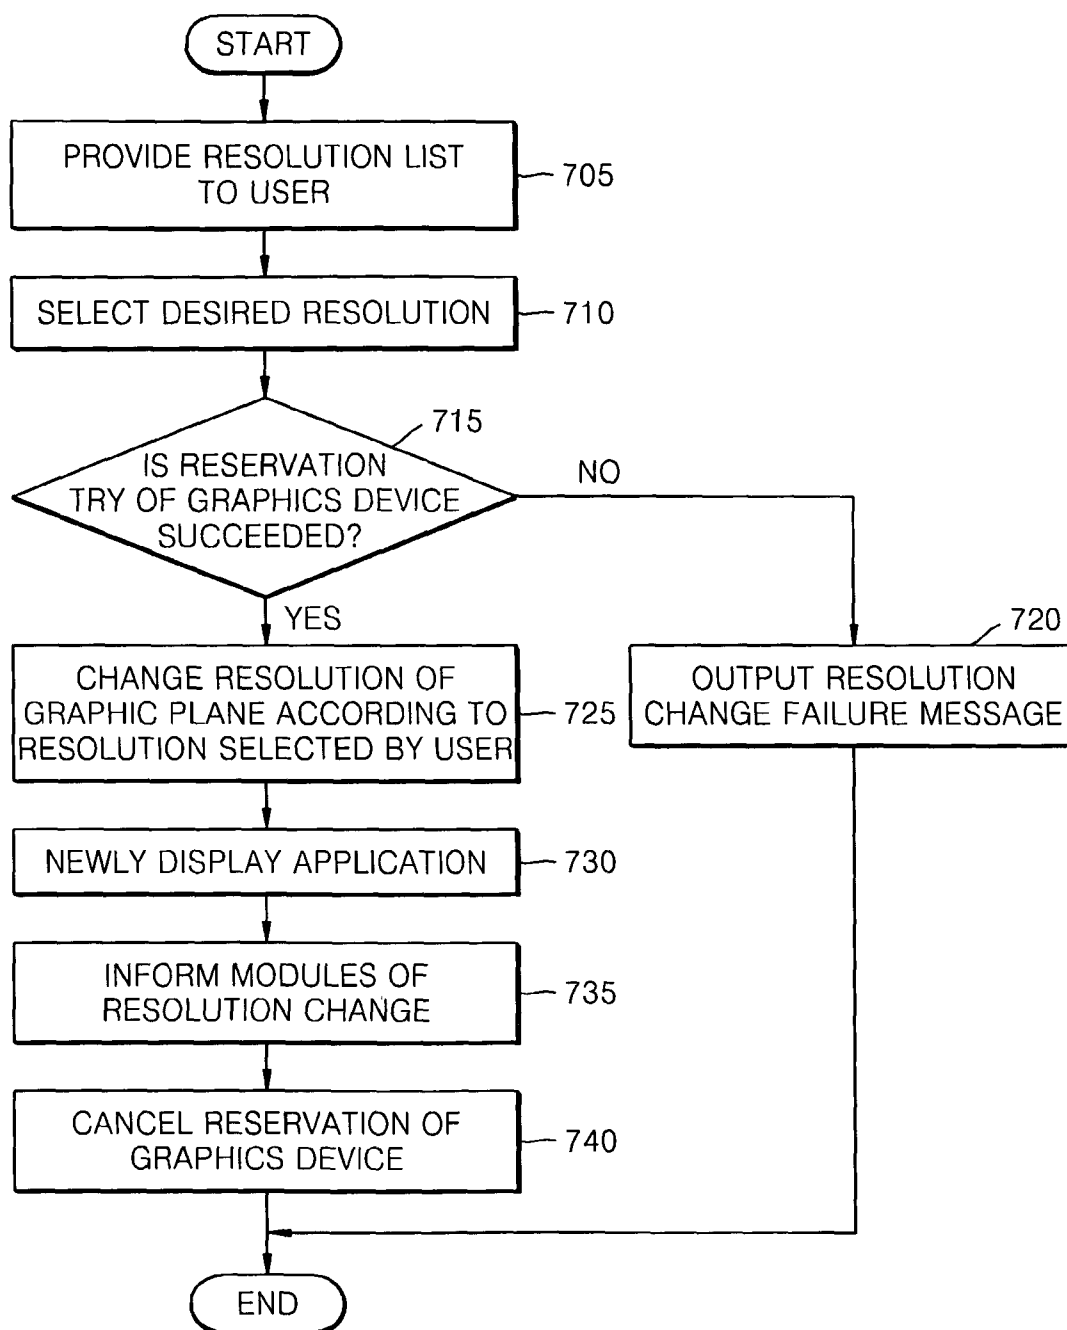 START
PROVIDE RESOLUTION LIST
TO USER
705
SELECT DESIRED RESOLUTION
710
715
IS RESERVATION
TRY OF GRAPHICS DEVICE
SUCCEEDED?
NO
YES
720
CHANGE RESOLUTION OF
GRAPHIC PLANE ACCORDING TO
RESOLUTION SELECTED BY USER
725
OUTPUT RESOLUTION
CHANGE FAILURE MESSAGE
NEWLY DISPLAY APPLICATION
730
INFORM MODULES OF
RESOLUTION CHANGE
735
CANCEL RESERVATION OF
GRAPHICS DEVICE
740
END